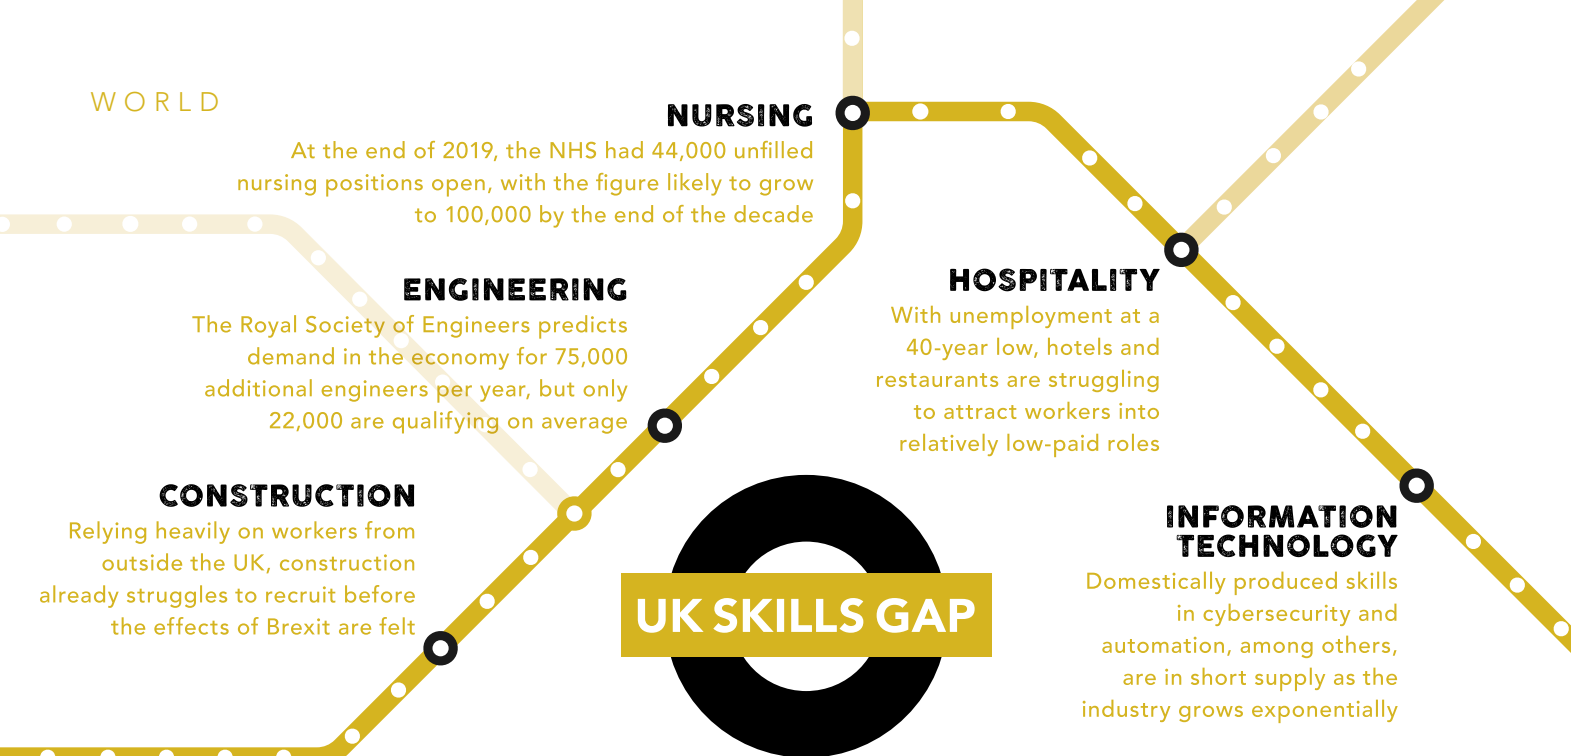 WORLD
NURSING
At the end of 2019, the NHS had 44,000 unfilled
nursing positions open, with the figure likely to grow
to 100,000 by the end of the decade
ENGINEERING
The Royal Society of Engineers predicts
demand in the economy for 75,000
additional engineers per year, but only
22,000 are qualifying on average
CONSTRUCTION
Relying heavily on workers from
outside the UK, construction
already struggles to recruit before
the effects of Brexit are felt
HOSPITALITY
With unemployment at a
40-year low, hotels and
restaurants are struggling
to attract workers into
relatively low-paid roles
INFORMATION
TECHNOLOGY
Domestically produced skills
in cybersecurity and
automation, among others,
are in short supply as the
industry grows exponentially
UK SKILLS GAP